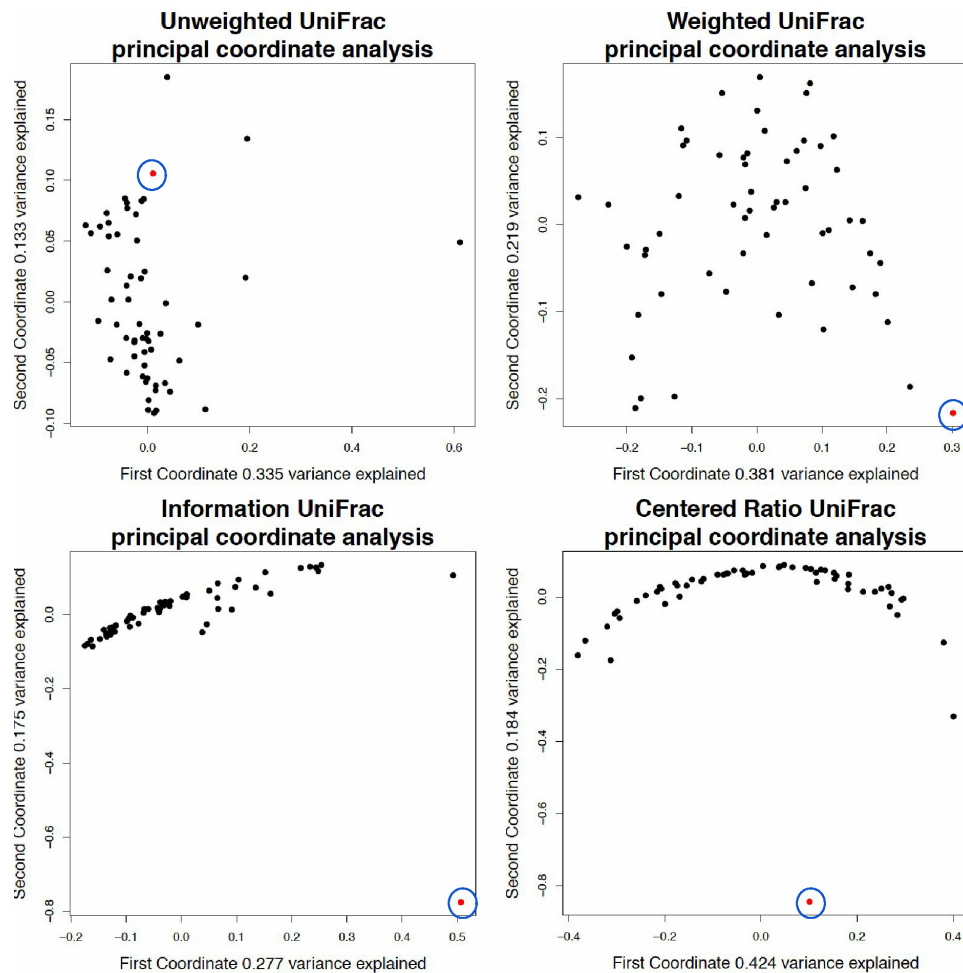 Unweighted UniFrac
principal coordinate analysis
Second Coordinate 0.133 variance explained
0.15
0.10
0.05
0.00
−0.05
−0.10
0.0
0.2
0.4
0.6
First Coordinate 0.335 variance explained
Weighted UniFrac
principal coordinate analysis
Second Coordinate 0.219 variance explained
0.1
0.0
−0.1
−0.2
−0.2
−0.1
0.0
0.1
0.2
0.3
First Coordinate 0.381 variance explained
Information UniFrac
principal coordinate analysis
Second Coordinate 0.175 variance explained
0.0
−0.2
−0.4
−0.6
−0.8
−0.2
−0.1
0.0
0.1
0.2
0.3
0.4
0.5
First Coordinate 0.277 variance explained
Centered Ratio UniFrac
principal coordinate analysis
Second Coordinate 0.184 variance explained
0.0
−0.2
−0.4
−0.6
−0.8
−0.4
−0.2
0.0
0.2
0.4
First Coordinate 0.424 variance explained